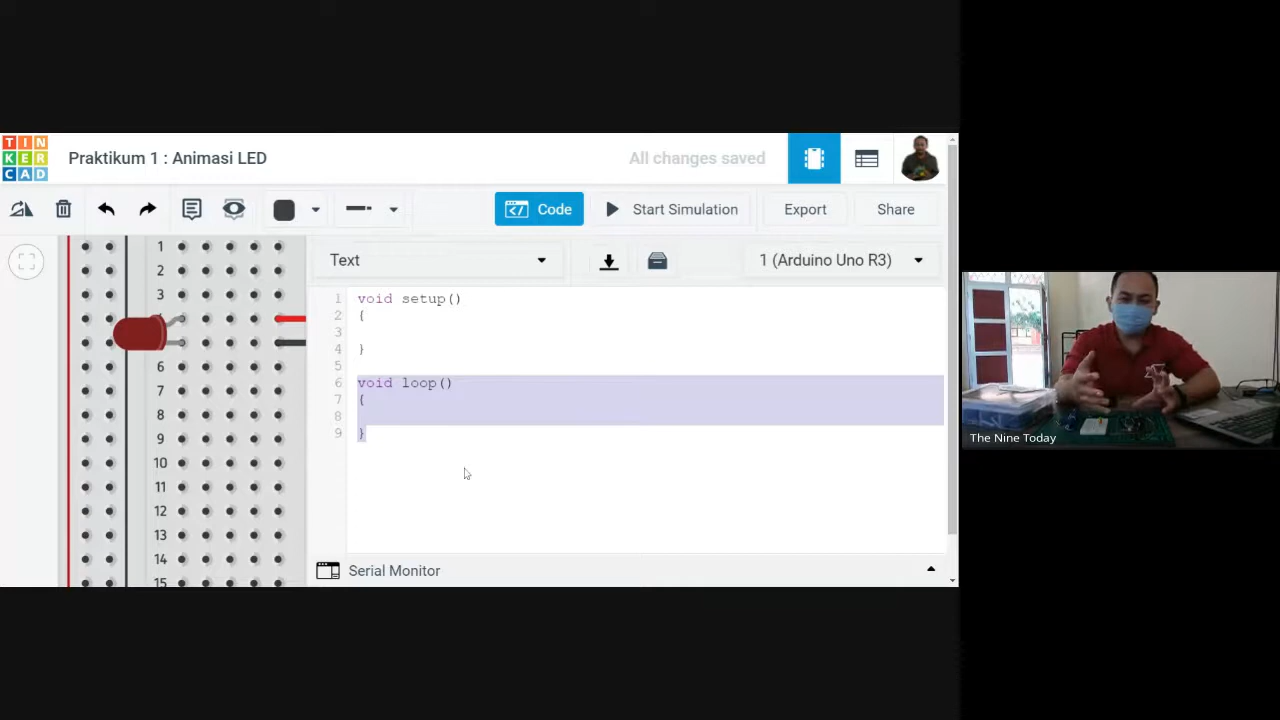 TIN
KER
CAD
Praktikum 1 : Animasi LED
All changes saved
Code
Start Simulation
Export
Share
Text
1 (Arduino Uno R3)
1
2
3
6
7
8
9
10
11
12
13
14
15
1 void setup()
2 {
3
4 }
5
6 void loop()
7 {
8
9 }
Serial Monitor
The Nine Today